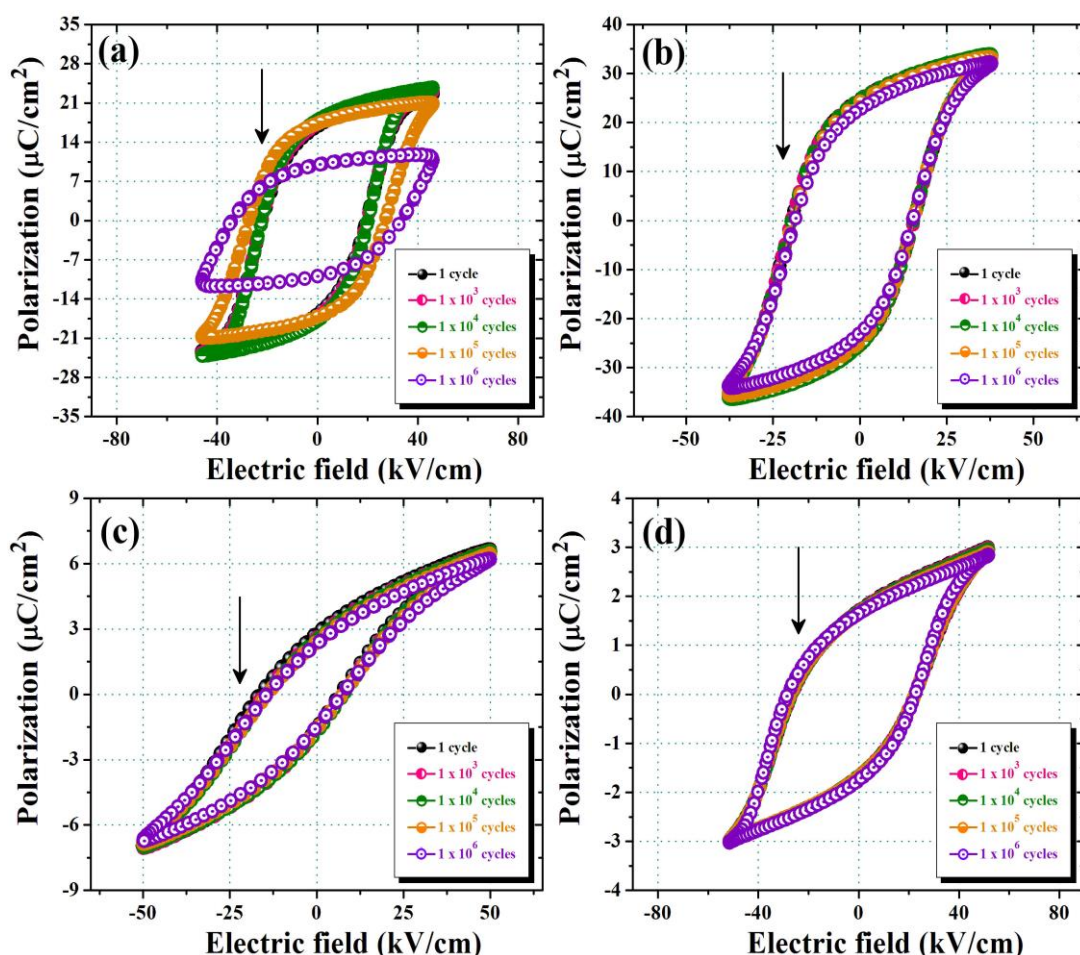 (a)
Polarization (μC/cm²)
35
28
21
14
7
0
-7
-14
-21
-28
35
1 cycle
1 x 10³ cycles
1 x 10⁴ cycles
1 x 10⁵ cycles
1 x 10⁶ cycles
-80 -40 0 40 80
Electric field (kV/cm)
(b)
Polarization (μC/cm²)
40
30
20
10
0
-10
-20
-30
-40
1 cycle
1 x 10³ cycles
1 x 10⁴ cycles
1 x 10⁵ cycles
1 x 10⁶ cycles
-50 -25 0 25 50
Electric field (kV/cm)
(c)
Polarization (μC/cm²)
9
6
3
0
-3
-6
-9
1 cycle
1 x 10³ cycles
1 x 10⁴ cycles
1 x 10⁵ cycles
1 x 10⁶ cycles
-50 -25 0 25 50
Electric field (kV/cm)
(d)
Polarization (μC/cm²)
4
3
2
1
0
-1
-2
-3
-4
1 cycle
1 x 10³ cycles
1 x 10⁴ cycles
1 x 10⁵ cycles
1 x 10⁶ cycles
-80 -40 0 40 80
Electric field (kV/cm)